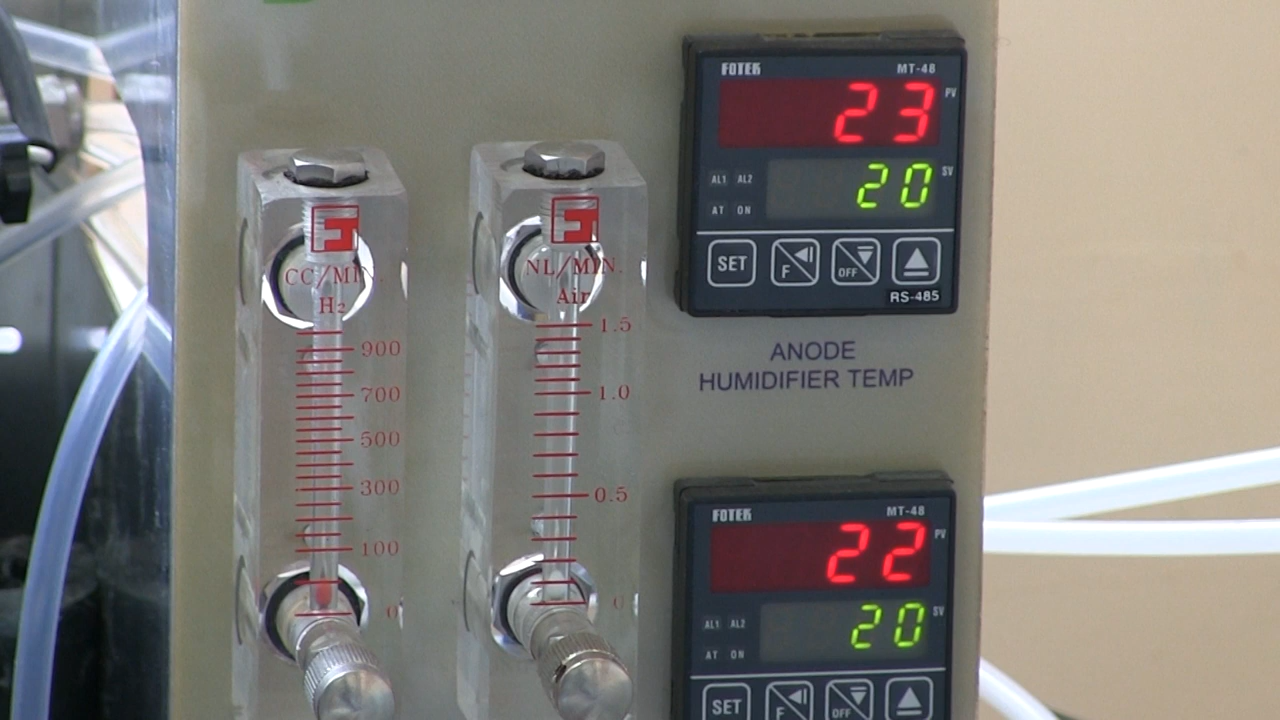 CC/MIN.
H₂
900
700
500
300
100
0
NL/MIN.
Air
1.5
1.0
0.5
0
FOTEK MT-48
23 PV
20 SV
AL1 AL2
AT ON
SET F OFF
RS-485
ANODE
HUMIDIFIER TEMP
FOTEK MT-48
22 PV
20 SV
AL1 AL2
AT ON
SET F OFF